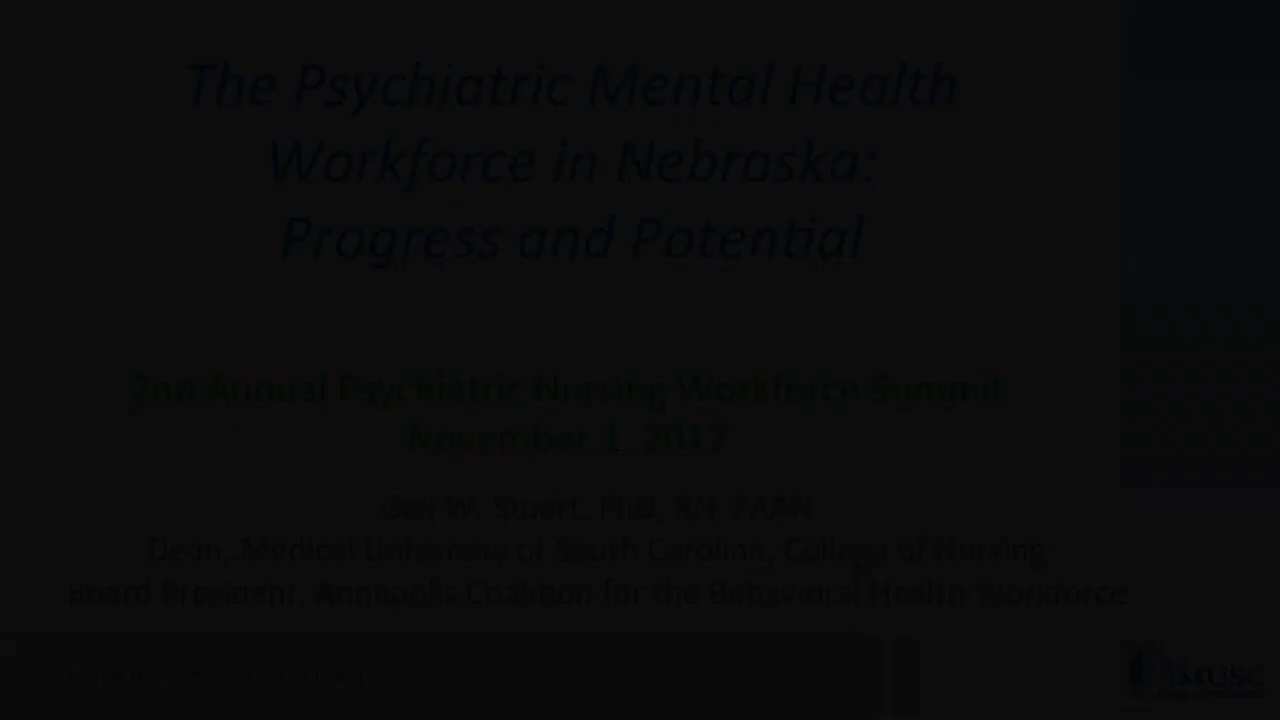 The Psychiatric Mental Health
Workforce in Nebraska:
Progress and Potential
2nd Annual Psychiatric Nursing Workforce Summit
November 1, 2017
Gail W. Stuart, PhD, RN, FAAN
Dean, Medical University of South Carolina, College of Nursing
Board President, Annapolis Coalition for the Behavioral Health Workforce
MUSC